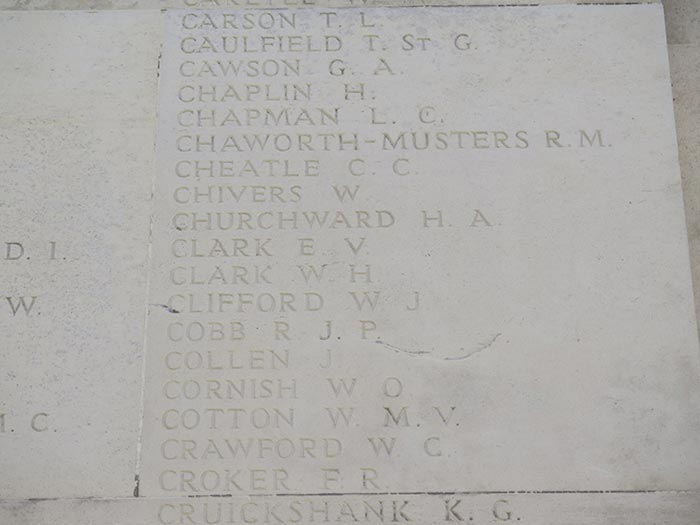 CARSON T. L.
CAULFIELD T. ST G.
CAWSON G. A.
CHAPLIN H.
CHAPMAN L. C.
CHAWORTH-MUSTERS R. M.
CHEATLE C. C.
CHIVERS W.
CHURCHWARD H. A.
CLARK E. V.
CLARK W. H.
CLIFFORD W. J.
COBB R. J. P.
COLLEN J.
CORNISH W. O.
COTTON W. M. V.
CRAWFORD W. C.
CROKER F. R.
CRUICKSHANK K. G.
D. I.
W.
C.